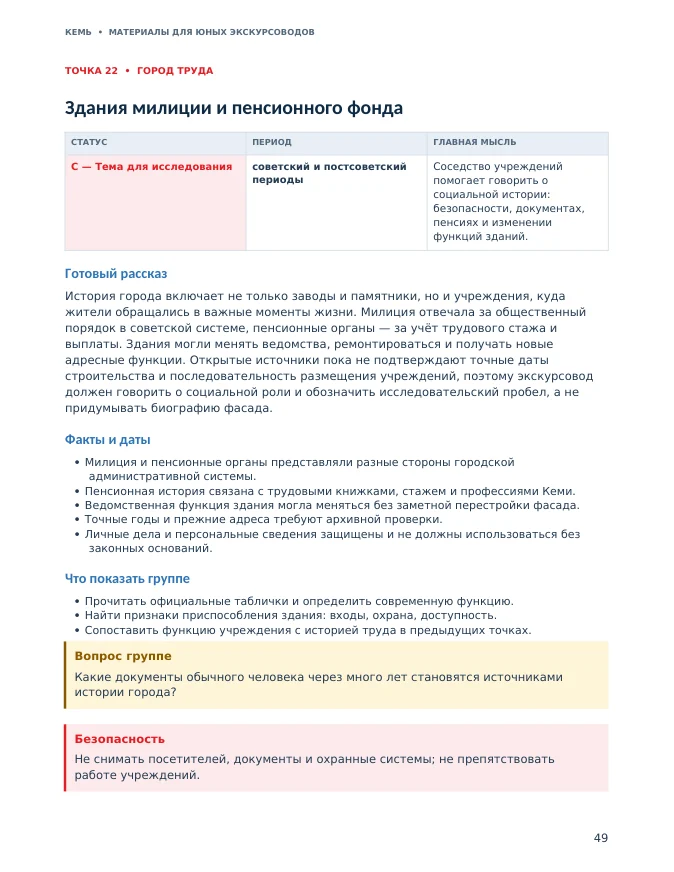 КЕМЬ • МАТЕРИАЛЫ ДЛЯ ЮНЫХ ЭКСКУРСОВОДОВ
ТОЧКА 22 • ГОРОД ТРУДА
Здания милиции и пенсионного фонда
СТАТУС
ПЕРИОД
ГЛАВНАЯ МЫСЛЬ
С — Тема для исследования
советский и постсоветский
периоды
Соседство учреждений
помогает говорить о
социальной истории:
безопасности, документах,
пенсиях и изменении
функций зданий.
Готовый рассказ
История города включает не только заводы и памятники, но и учреждения, куда
жители обращались в важные моменты жизни. Милиция отвечала за общественный
порядок в советской системе, пенсионные органы — за учёт трудового стажа и
выплаты. Здания могли менять ведомства, ремонтироваться и получать новые
адресные функции. Открытые источники пока не подтверждают точные даты
строительства и последовательность размещения учреждений, поэтому экскурсовод
должен говорить о социальной роли и обозначить исследовательский пробел, а не
придумывать биографию фасада.
Факты и даты
• Милиция и пенсионные органы представляли разные стороны городской
административной системы.
• Пенсионная история связана с трудовыми книжками, стажем и профессиями Кеми.
• Ведомственная функция здания могла меняться без заметной перестройки фасада.
• Точные годы и прежние адреса требуют архивной проверки.
• Личные дела и персональные сведения защищены и не должны использоваться без
законных оснований.
Что показать группе
• Прочитать официальные таблички и определить современную функцию.
• Найти признаки приспособления здания: входы, охрана, доступность.
• Сопоставить функцию учреждения с историей труда в предыдущих точках.
Вопрос группе
Какие документы обычного человека через много лет становятся источниками
истории города?
Безопасность
Не снимать посетителей, документы и охранные системы; не препятствовать
работе учреждений.
49